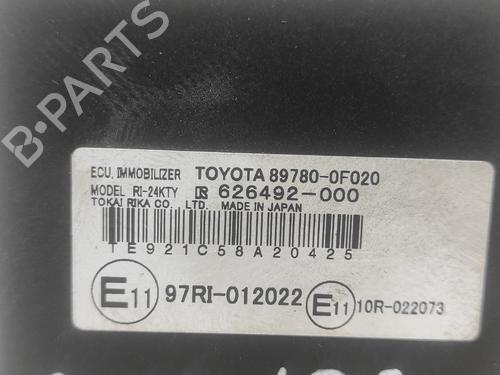 B-PARTS
ECU, IMMOBILIZER TOYOTA 89780-0F020
MODEL RI-24KTY 626492-000
TOKAI RIKA CO. LTD. MADE IN JAPAN
TE921C58A20425
E11 97RI-012022 E11 10R-022073